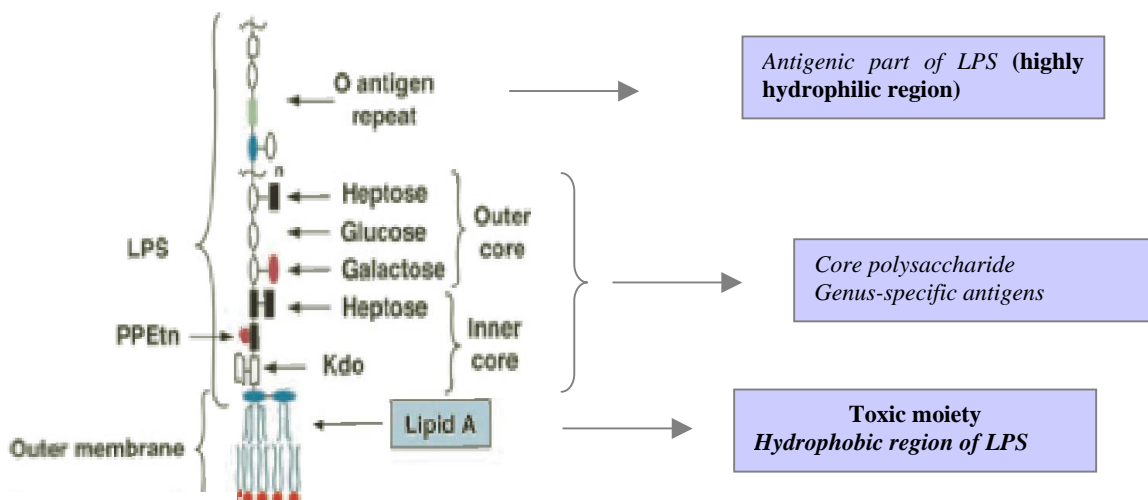 O antigen
repeat
Antigenic part of LPS (highly
hydrophilic region)
n
Heptose
Glucose
Galactose
Outer
core
LPS
Heptose
PPEtn
Kdo
Inner
core
Core polysaccharide
Genus-specific antigens
Lipid A
Outer membrane
Toxic moiety
Hydrophobic region of LPS